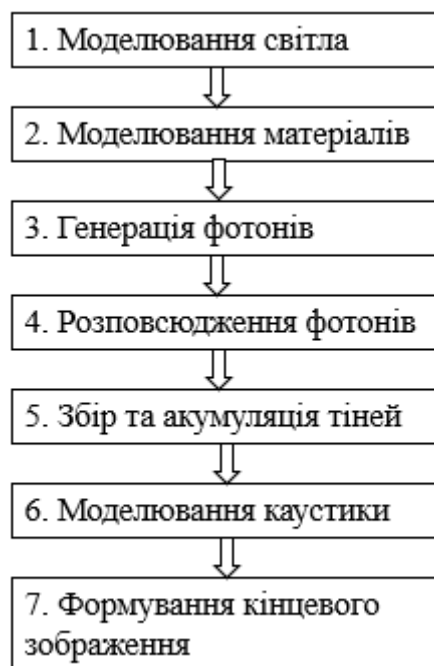 1. Моделювання світла
2. Моделювання матеріалів
3. Генерація фотонів
4. Розповсюдження фотонів
5. Збір та акумуляція тіней
6. Моделювання каустики
7. Формування кінцевого
зображення